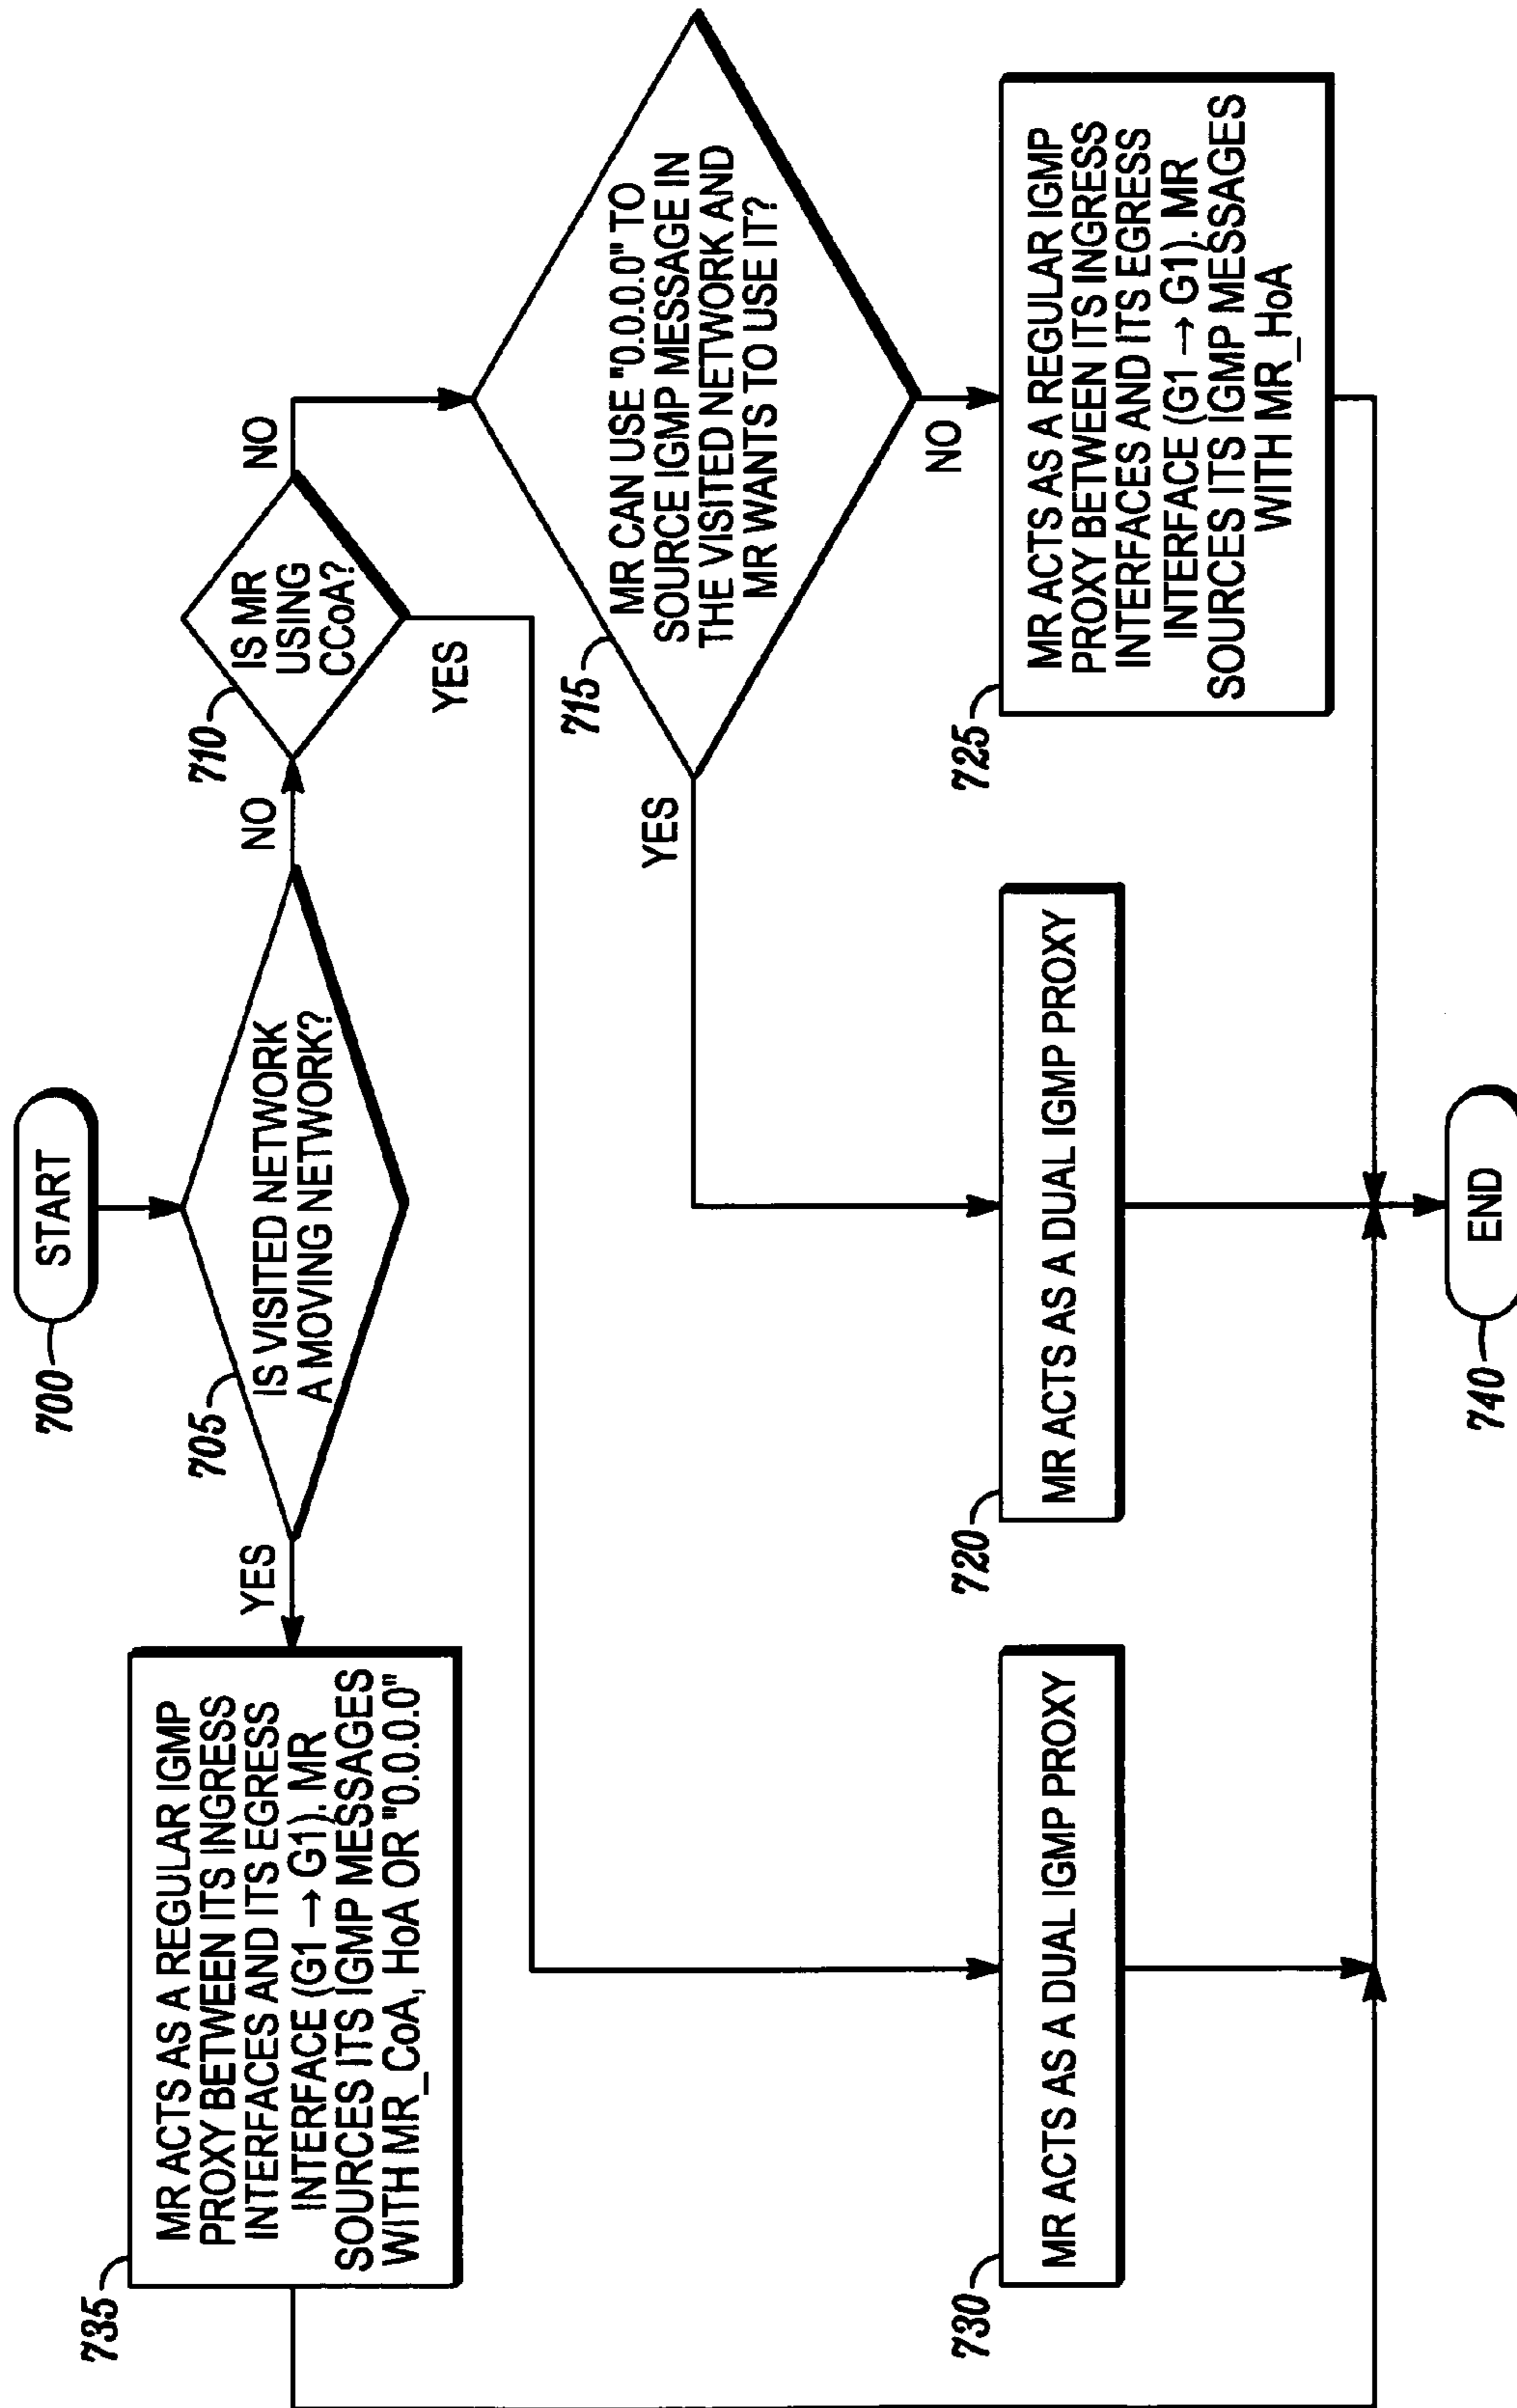 700
START
705
IS VISITED NETWORK
A MOVING NETWORK?
YES
NO
735
MR ACTS AS A REGULAR IGMP
PROXY BETWEEN ITS INGRESS
INTERFACES AND ITS EGRESS
INTERFACE (G1 → G1). MR
SOURCES ITS IGMP MESSAGES
WITH MR_CoA, HoA OR "0.0.0.0"
710
IS MR
USING
CCoA?
NO
YES
715
MR CAN USE "0.0.0.0" TO
SOURCE IGMP MESSAGE IN
THE VISITED NETWORK AND
MR WANTS TO USE IT?
YES
NO
730
MR ACTS AS A DUAL IGMP PROXY
720
MR ACTS AS A DUAL IGMP PROXY
725
MR ACTS AS A REGULAR IGMP
PROXY BETWEEN ITS INGRESS
INTERFACES AND ITS EGRESS
INTERFACE (G1 → G1). MR
SOURCES ITS IGMP MESSAGES
WITH MR_HoA
740
END